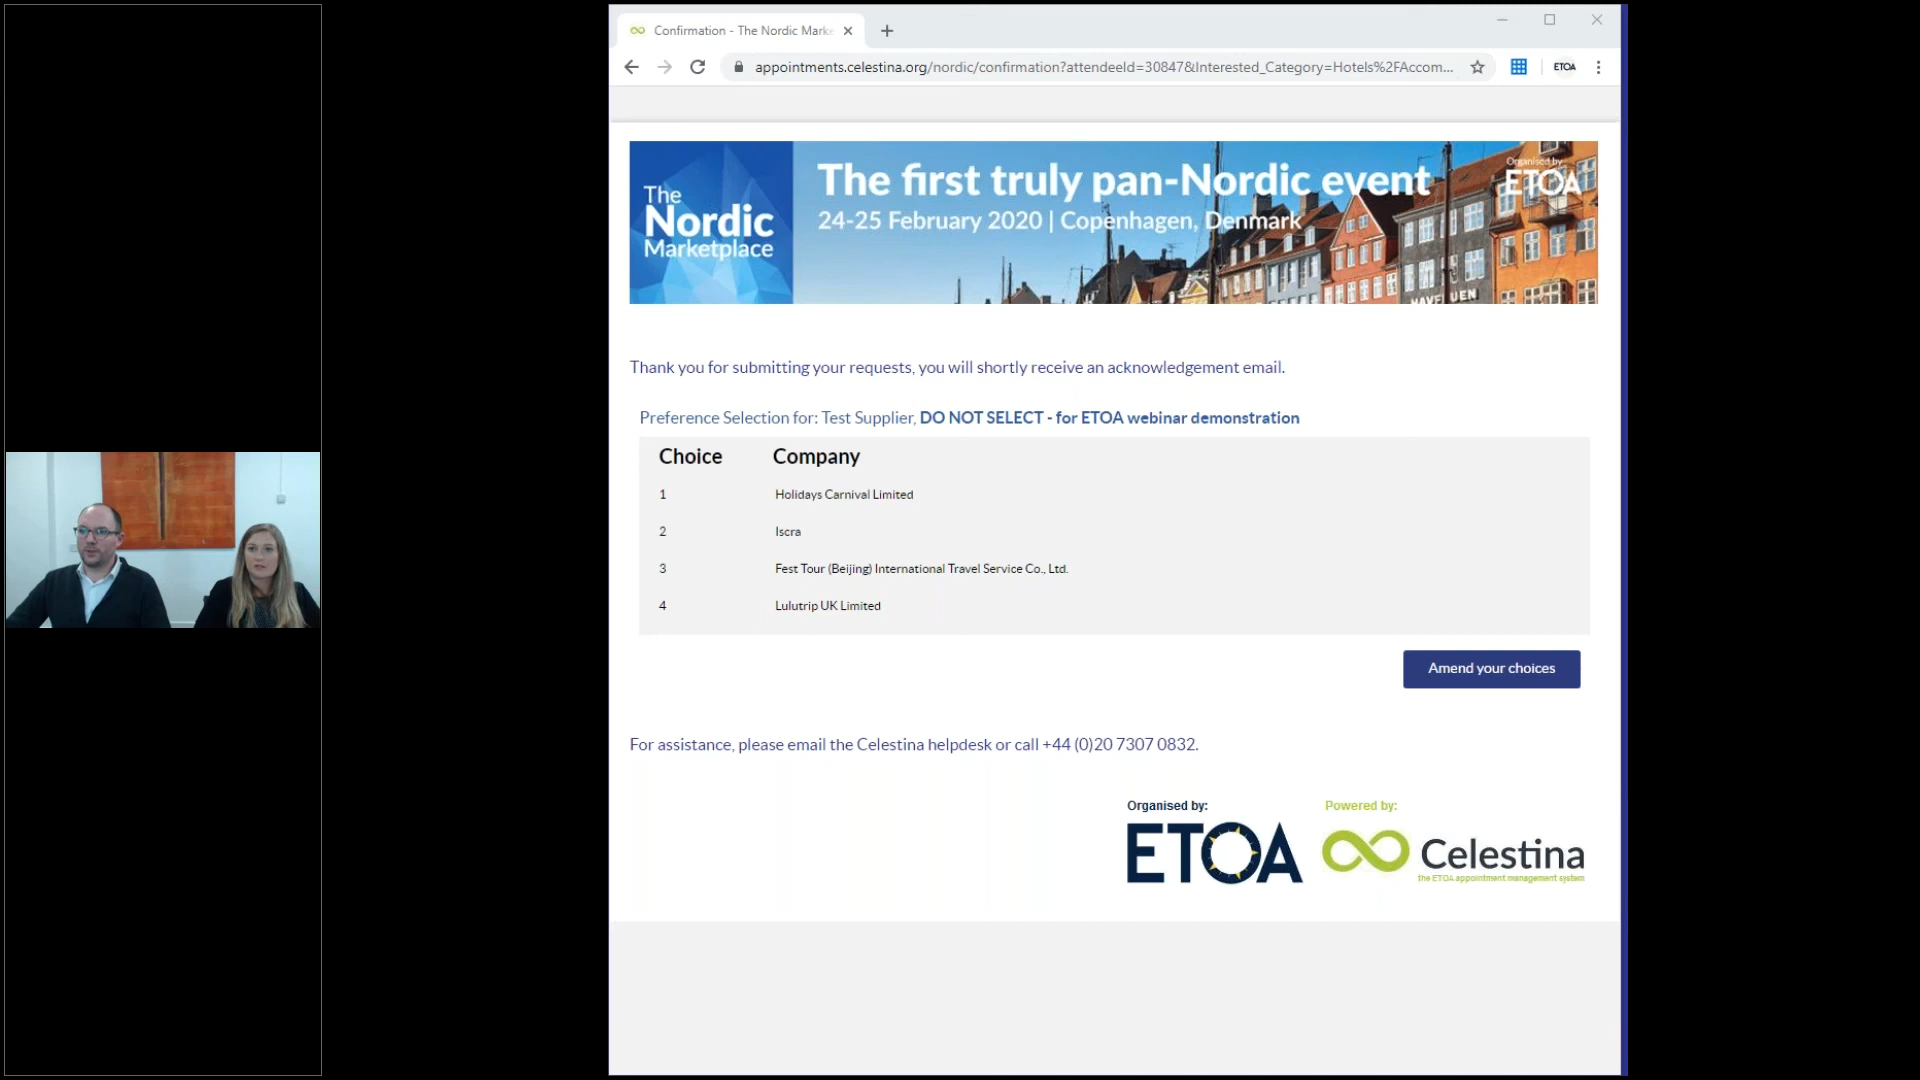 Confirmation - The Nordic Marke
appointments.celestina.org/nordic/confirmation?attendeeId=30847&Interested_Category=Hotels%2FAccom...
ETOA
The
Nordic
Marketplace
The first truly pan-Nordic event
24-25 February 2020 | Copenhagen, Denmark
Organised by
ETOA
Thank you for submitting your requests, you will shortly receive an acknowledgement email.
Preference Selection for: Test Supplier, DO NOT SELECT - for ETOA webinar demonstration
Choice Company
1 Holidays Carnival Limited
2 Iscra
3 Fest Tour (Beijing) International Travel Service Co., Ltd.
4 Lulutrip UK Limited
Amend your choices
For assistance, please email the Celestina helpdesk or call +44 (0)20 7307 0832.
Organised by:
ETOA
Powered by:
Celestina
the ETOA appointment management system